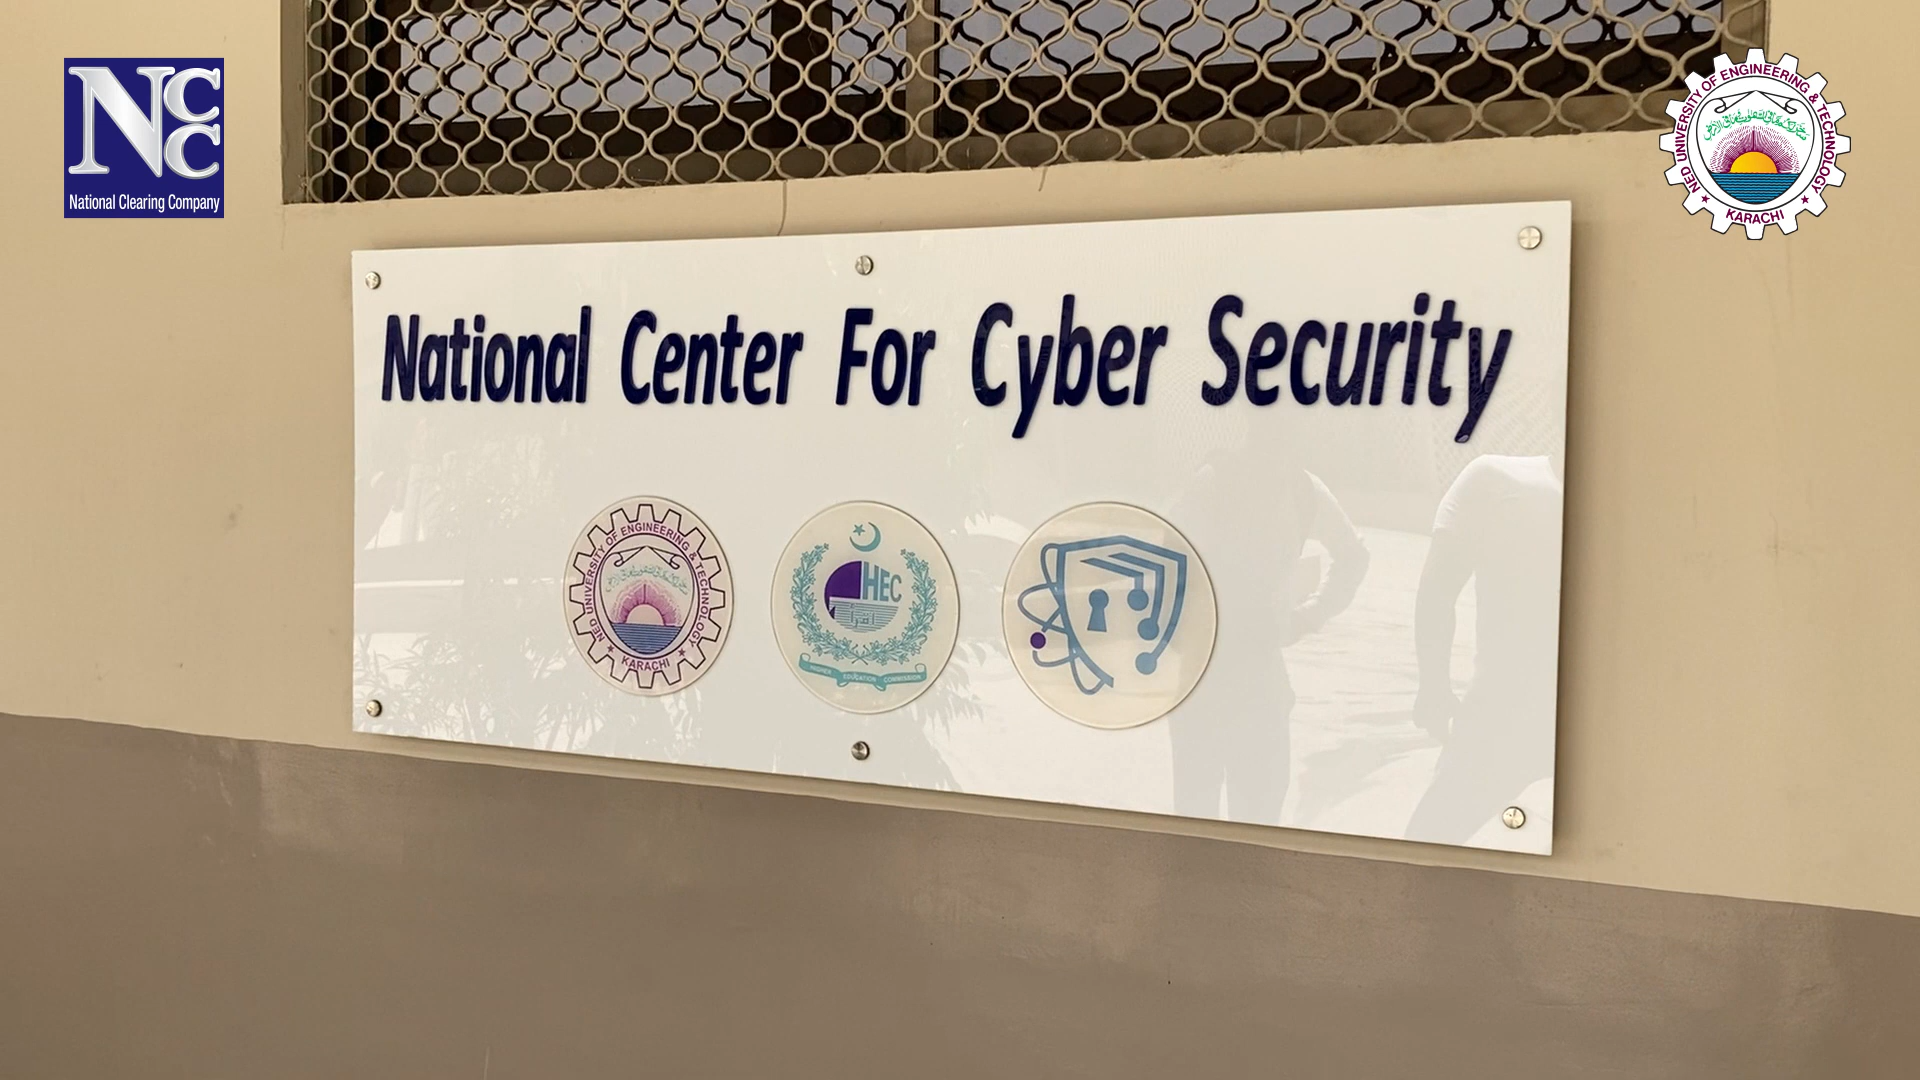 NCCC
National Clearing Company
NED UNIVERSITY OF ENGINEERING & TECHNOLOGY
KARACHI
National Center For Cyber Security
NED UNIVERSITY OF ENGINEERING & TECHNOLOGY
KARACHI
HEC
HIGHER EDUCATION COMMISSION